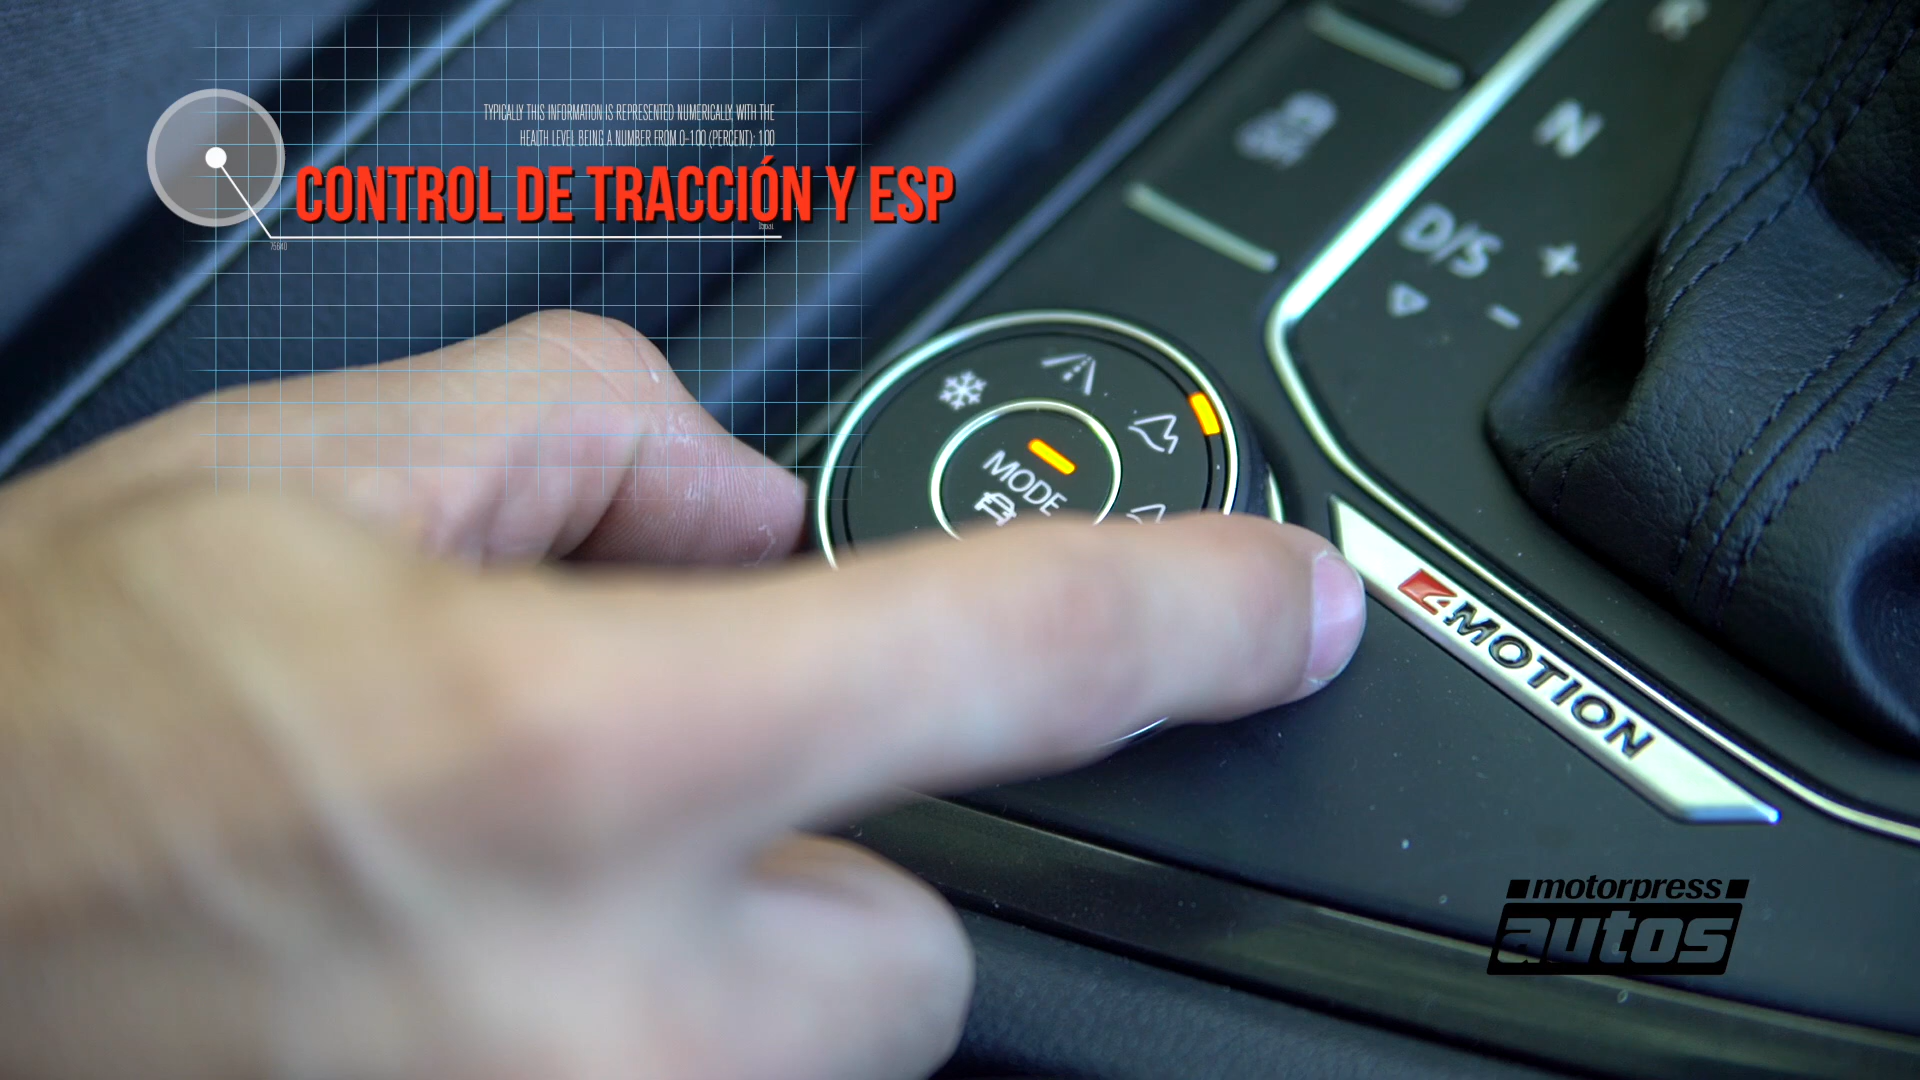 TYPICALLY THIS INFORMATION IS REPRESENTED NUMERICALLY, WITH THE
HEALTH LEVEL BEING A NUMBER FROM 0-100 (PERCENT): 100
CONTROL DE TRACCIÓN Y ESP
75640
R
N
D/S
+
-
MODE
4MOTION
motorpress
autos